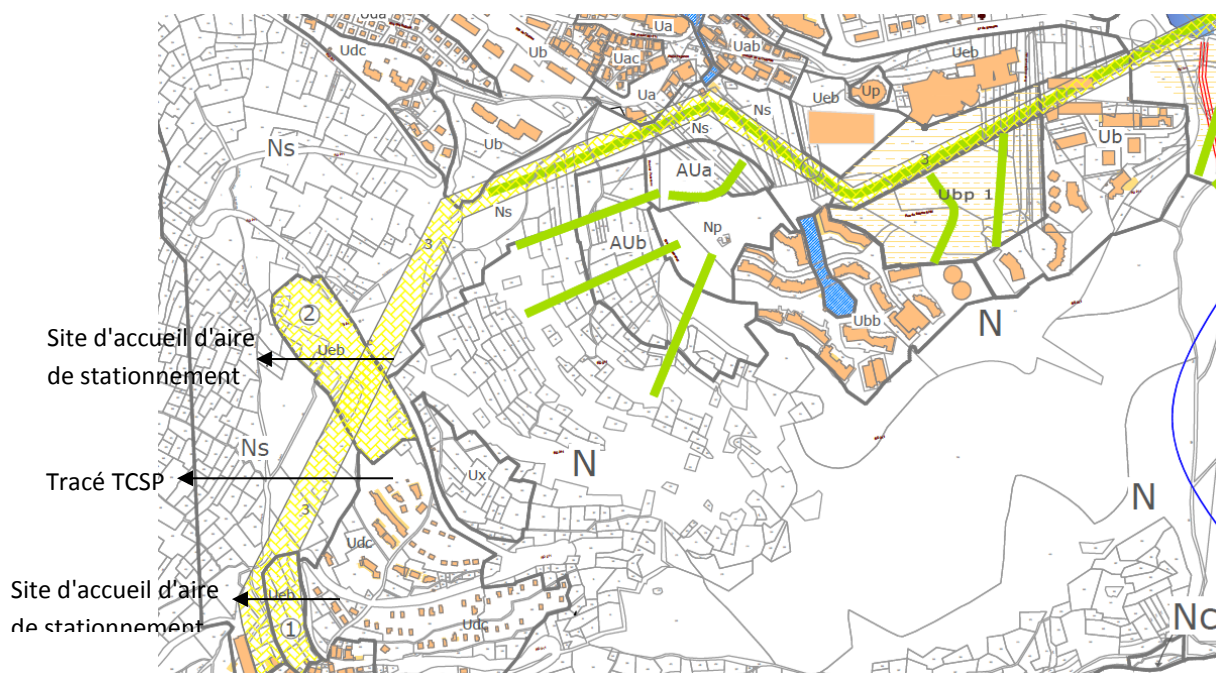 Uda
Udc
Ub
Ua
Uac
Uab
Ua
Ns
Ueb
Ueb
Up
Ub
Ns
Ub
Ns
AUa
3
Ubp 1
Ns
3
AUb
Np
②
Ueb
Ubb
N
Site d'accueil d'aire
de stationnement
Ns
Ux
N
N
Tracé TCSP
3
Udc
Site d'accueil d'aire
de stationnement
Ueb
①
Udc
Nc